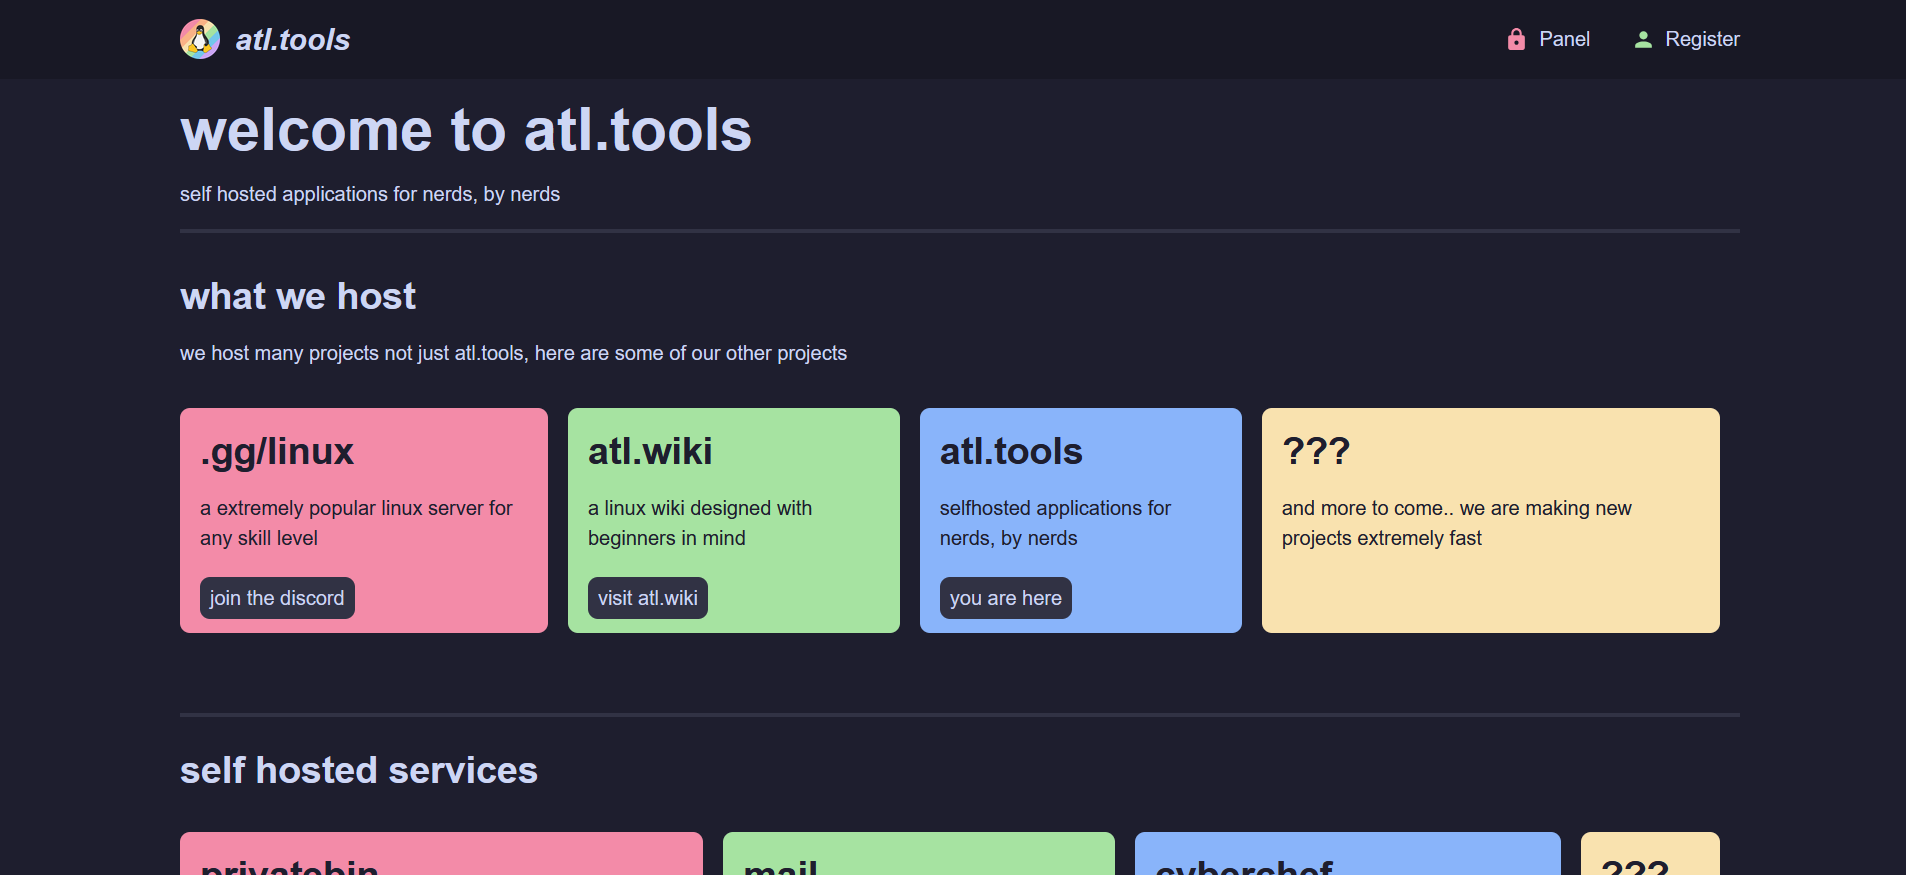 atl.tools
Panel
Register
welcome to atl.tools
self hosted applications for nerds, by nerds
what we host
we host many projects not just atl.tools, here are some of our other projects
.gg/linux
a extremely popular linux server for
any skill level
join the discord
atl.wiki
a linux wiki designed with
beginners in mind
visit atl.wiki
atl.tools
selfhosted applications for
nerds, by nerds
you are here
???
and more to come.. we are making new
projects extremely fast
self hosted services
privatebin
mail
cyberchef
???